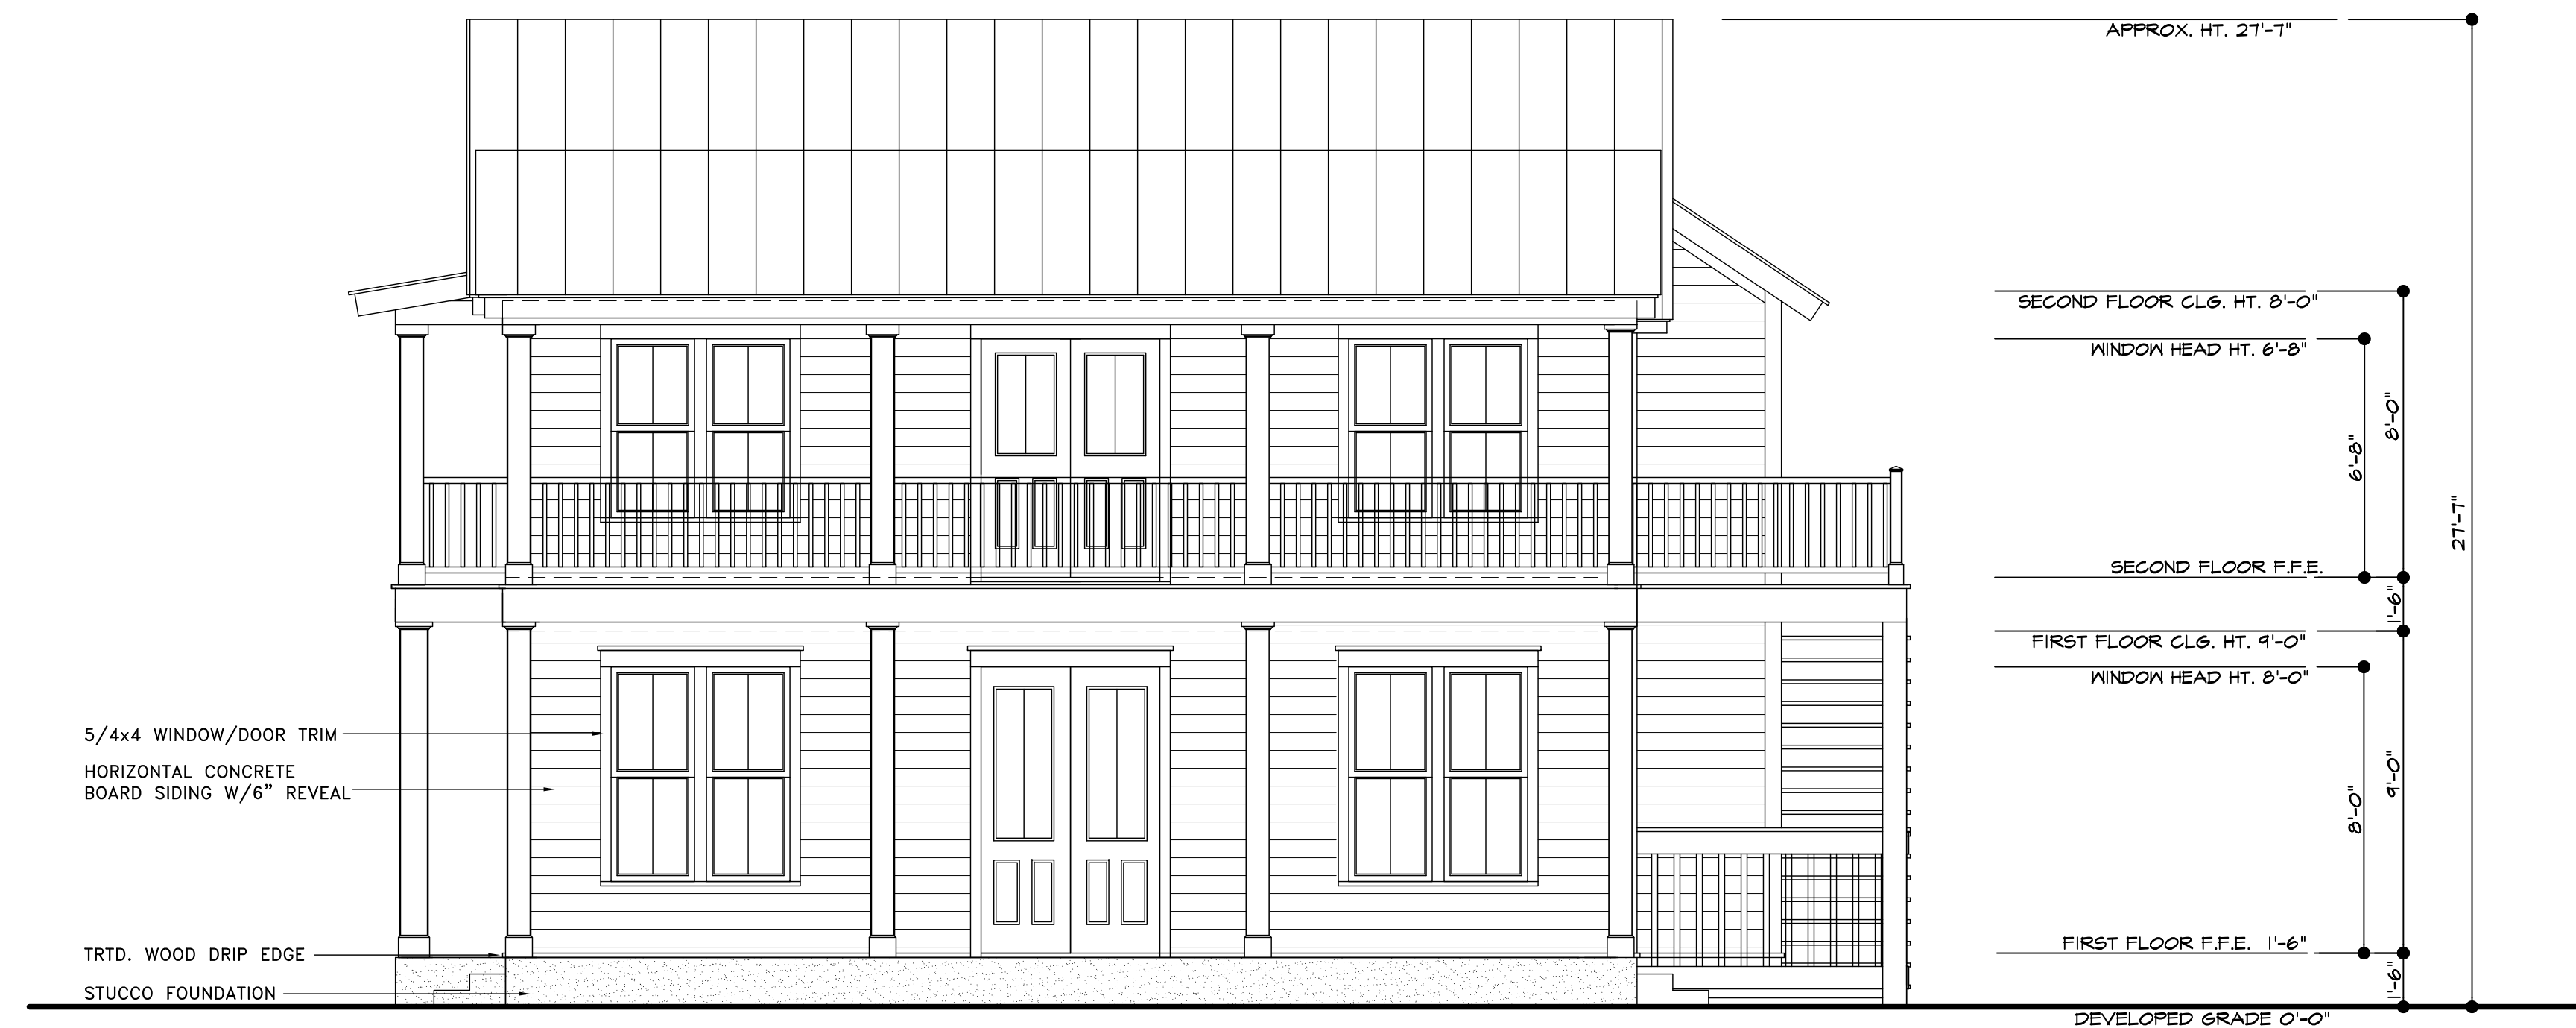 APPROX. HT. 27'-7"
SECOND FLOOR CLG. HT. 8'-0"
WINDOW HEAD HT. 6'-8"
8'-0"
6'-8"
27'-7"
SECOND FLOOR F.F.E.
1'-6"
FIRST FLOOR CLG. HT. 9'-0"
WINDOW HEAD HT. 8'-0"
5/4x4 WINDOW/DOOR TRIM
HORIZONTAL CONCRETE
BOARD SIDING W/6" REVEAL
9'-0"
8'-0"
TRTD. WOOD DRIP EDGE
FIRST FLOOR F.F.E. 1'-6"
STUCCO FOUNDATION
1'-6"
DEVELOPED GRADE 0'-0"